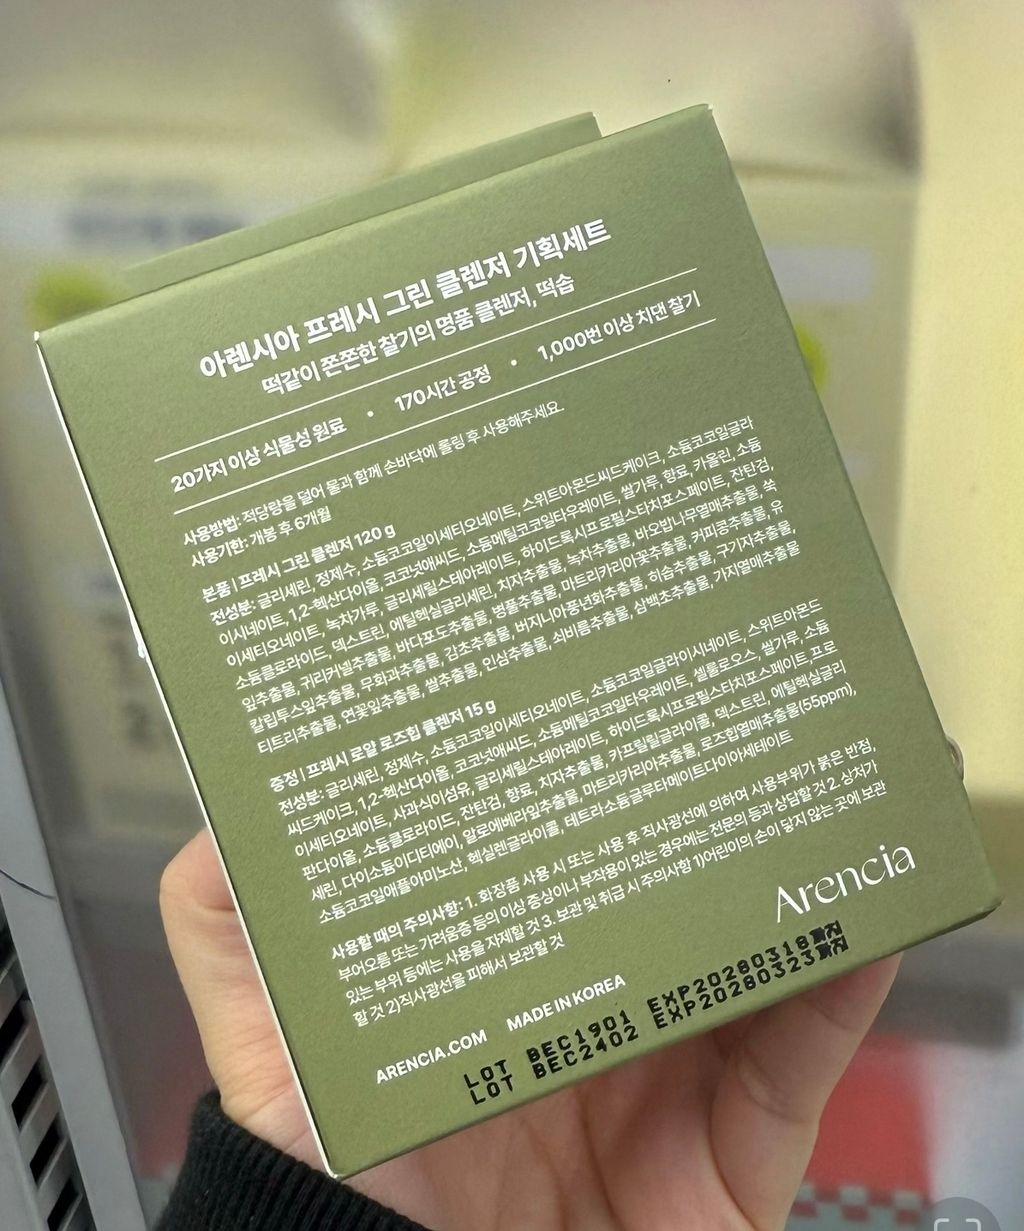 아렌시아 프레시 그린 클렌저 기획세트
떡같이 쫀쫀한 찰기의 명품 클렌저, 떡솝
20가지 이상 식물성 원료 • 170시간 공정 • 1,000번 이상 치댄 찰기
사용방법: 적당량을 덜어 물과 함께 손바닥에 롤링 후 사용해주세요.
사용기한: 개봉 후 6개월
본품 | 프레시 그린 클렌저 120 g
전성분: 글리세린, 정제수, 소듐코코일이세티오네이트, 스위트아몬드씨드케이크, 소듐코코일글라
이시네이트, 1,2-헥산다이올, 코코넛애씨드, 소듐메틸코코일타우레이트, 쌀가루, 향료, 카올린, 소듐
이세티오네이트, 녹차가루, 글리세릴스테아레이트, 하이드록시프로필스타치포스페이트, 잔탄검,
소듐클로라이드, 덱스트린, 에틸헥실글리세린, 치자추출물, 녹차추출물, 바오밥나무열매추출물, 쑥
잎추출물, 귀리커넬추출물, 바다포도추출물, 병풀추출물, 마트리카리아꽃추출물, 커피콩추출물, 유
칼립투스잎추출물, 무화과추출물, 감초추출물, 버지니아풍년화추출물, 히솝추출물, 구기자추출물,
티트리추출물, 연꽃잎추출물, 쌀추출물, 인삼추출물, 쇠비름추출물, 삼백초추출물, 가지열매추출물
증정 | 프레시 로얄 로즈힙 클렌저 15 g
전성분: 글리세린, 정제수, 소듐코코일이세티오네이트, 소듐코코일글라이시네이트, 스위트아몬드
씨드케이크, 1,2-헥산다이올, 코코넛애씨드, 소듐메틸코코일타우레이트, 셀룰로오스, 쌀가루, 소듐
이세티오네이트, 사과식이섬유, 글리세릴스테아레이트, 하이드록시프로필스타치포스페이트, 프로
판다이올, 소듐클로라이드, 잔탄검, 향료, 치자추출물, 카프릴릴글라이콜, 덱스트린, 에틸헥실글리
세린, 다이소듐이디티에이, 알로에베라잎추출물, 마트리카리아추출물, 로즈힙열매추출물(55ppm),
소듐코코일애플아미노산, 헥실렌글라이콜, 테트라소듐글루타메이트다이아세테이트
사용할 때의 주의사항: 1. 화장품 사용 시 또는 사용 후 직사광선에 의하여 사용부위가 붉은 반점,
부어오름 또는 가려움증 등의 이상 증상이나 부작용이 있는 경우에는 전문의 등과 상담할 것 2. 상처가
있는 부위 등에는 사용을 자제할 것 3. 보관 및 취급 시 주의사항 1)어린이의 손이 닿지 않는 곳에 보관
할 것 2)직사광선을 피해서 보관할 것
Arencia
ARENCIA.COM MADE IN KOREA
LOT BEC1901 EXP20280318까지
LOT BEC2402 EXP20280323까지